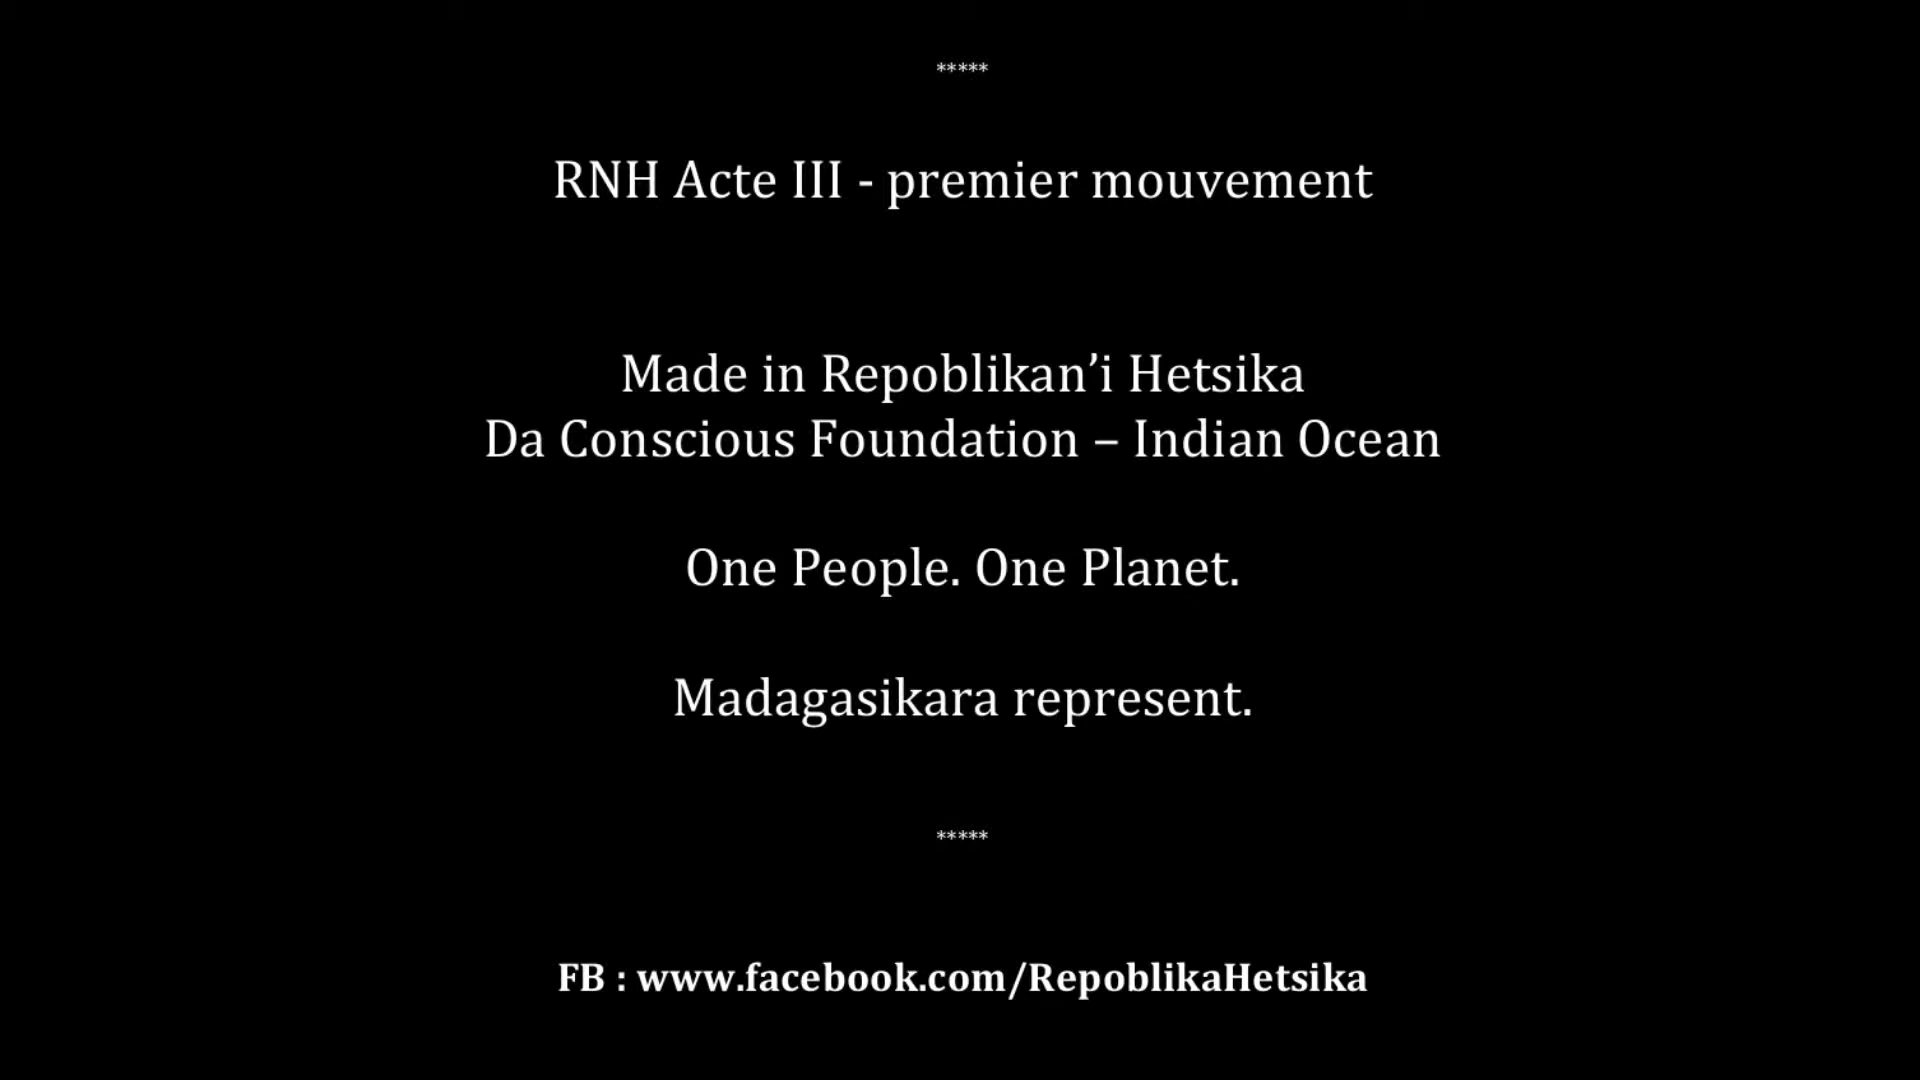 *****
RNH Acte III - premier mouvement
Made in Repoblikan’i Hetsika
Da Conscious Foundation – Indian Ocean
One People. One Planet.
Madagasikara represent.
*****
FB : www.facebook.com/RepoblikaHetsika